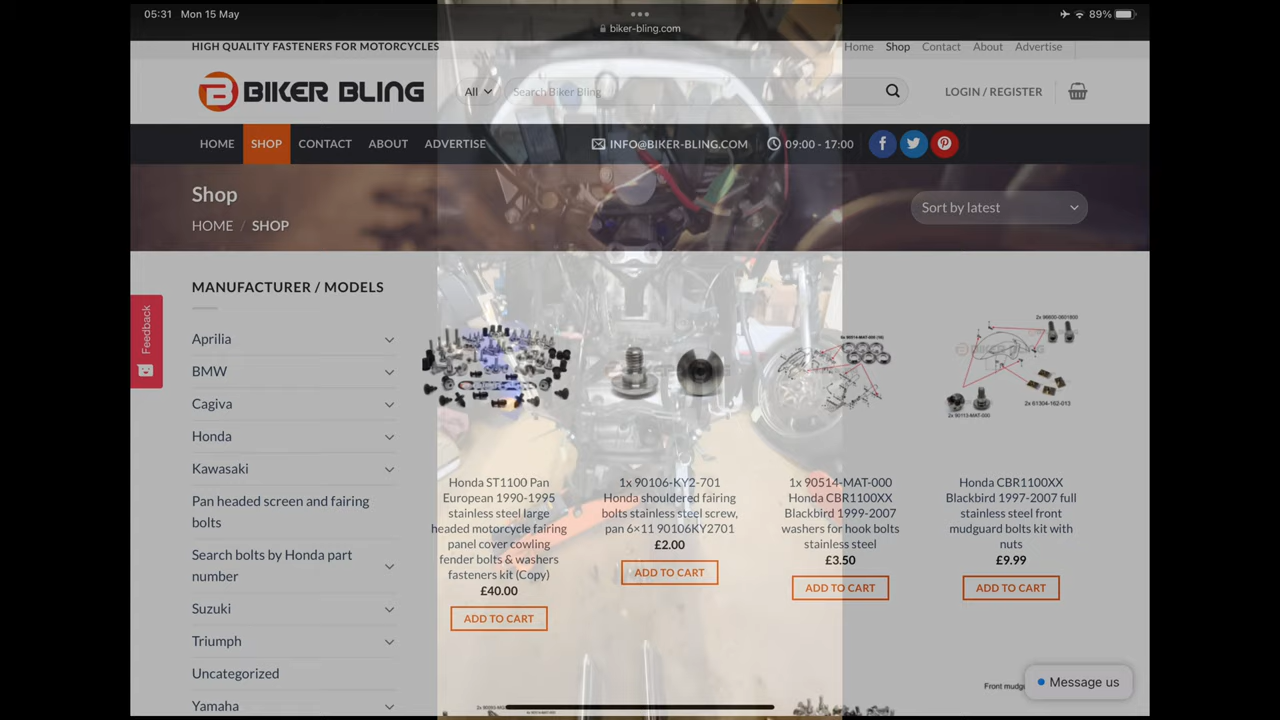 05:31 Mon 15 May
89%
biker-bling.com
HIGH QUALITY FASTENERS FOR MOTORCYCLES
Home Shop Contact About Advertise
BIKER BLING
All
Search Biker Bling
LOGIN / REGISTER
HOME SHOP CONTACT ABOUT ADVERTISE
INFO@BIKER-BLING.COM
09:00 - 17:00
Shop
HOME / SHOP
Sort by latest
MANUFACTURER / MODELS
Feedback
Aprilia
BMW
Cagiva
Honda
Kawasaki
Pan headed screen and fairing
bolts
Search bolts by Honda part
number
Suzuki
Triumph
Uncategorized
Yamaha
Honda ST1100 Pan
European 1990-1995
stainless steel large
headed motorcycle fairing
panel cover cowling
fender bolts & washers
fasteners kit (Copy)
£40.00
ADD TO CART
1x 90106-KY2-701
Honda shouldered fairing
bolts stainless steel screw,
pan 6×11 90106KY2701
£2.00
ADD TO CART
1x 90514-MAT-000
Honda CBR1100XX
Blackbird 1999-2007
washers for hook bolts
stainless steel
£3.50
ADD TO CART
2x 61304-162-013
2x 90113-MAT-000
Honda CBR1100XX
Blackbird 1997-2007 full
stainless steel front
mudguard bolts kit with
nuts
£9.99
ADD TO CART
Message us